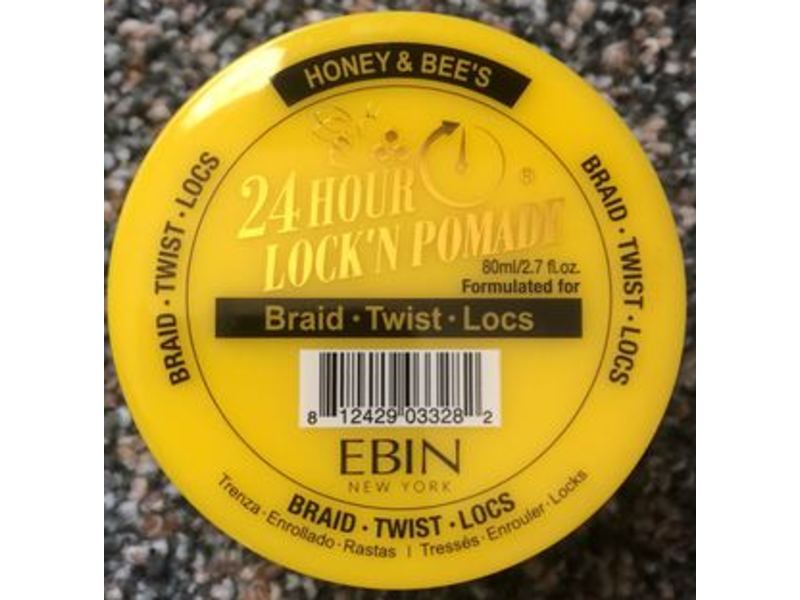 HONEY & BEE'S
24 HOUR
LOCK'N POMADE
®
80ml/2.7 fl.oz.
Formulated for
Braid · Twist · Locs
BRAID · TWIST · LOCS
BRAID · TWIST · LOCS
8 12429 03328 2
EBIN
NEW YORK
BRAID · TWIST · LOCS
Trenza · Enrollado · Rastas | Tressés · Enrouler · Locks